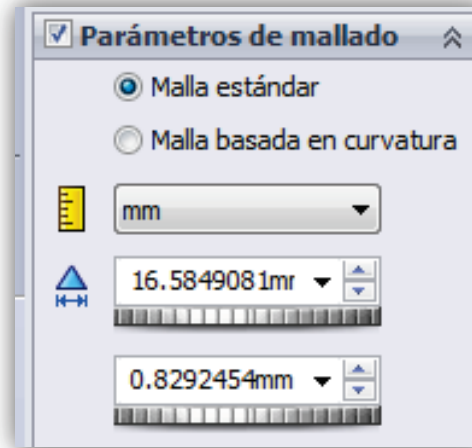 Parámetros de mallado
Malla estándar
Malla basada en curvatura
mm
16.5849081mr
0.8292454mm